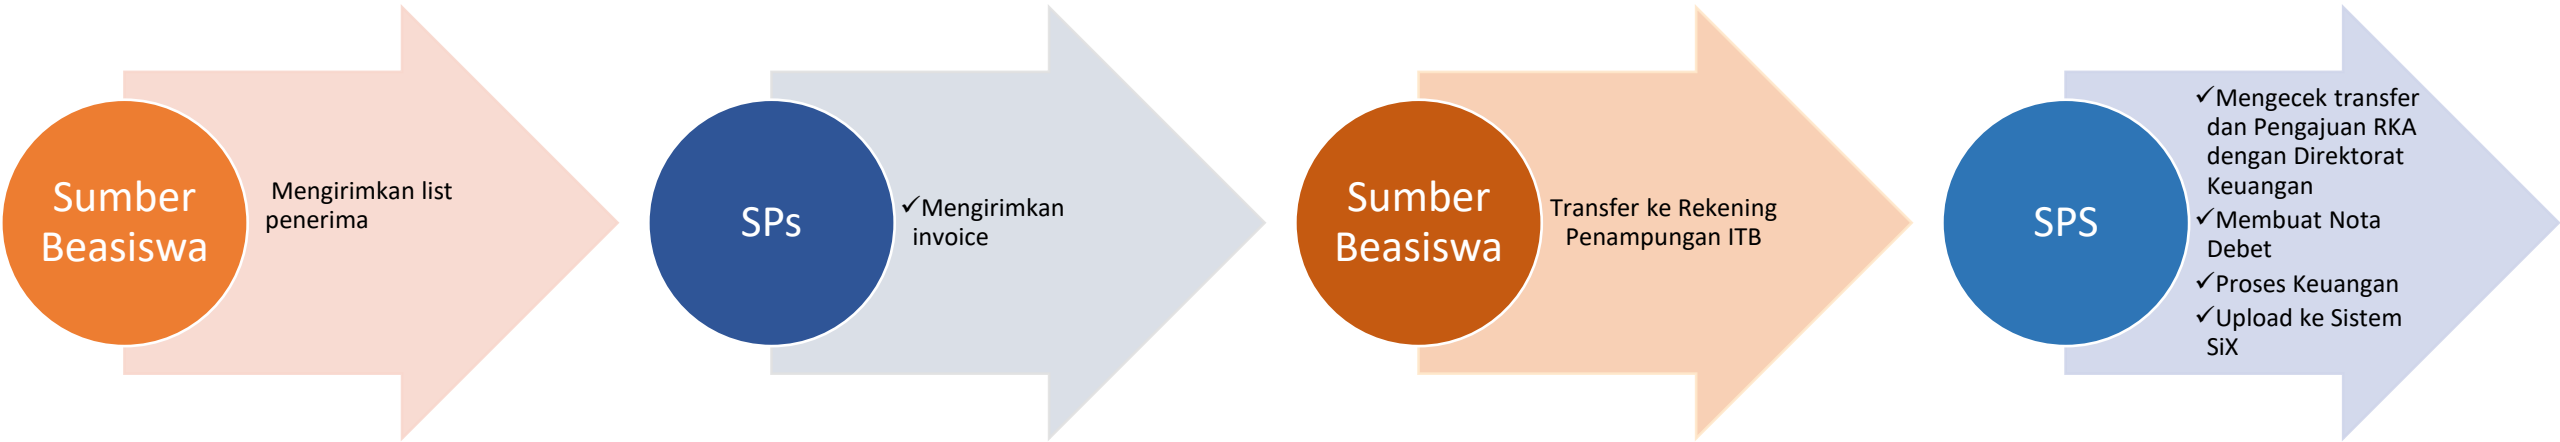 Sumber
Beasiswa
Mengirimkan list
penerima
SPs
✓Mengirimkan
invoice
Sumber
Beasiswa
Transfer ke Rekening
Penampungan ITB
SPS
✓Mengecek transfer
dan Pengajuan RKA
dengan Direktorat
Keuangan
✓Membuat Nota
Debet
✓Proses Keuangan
✓Upload ke Sistem
SiX